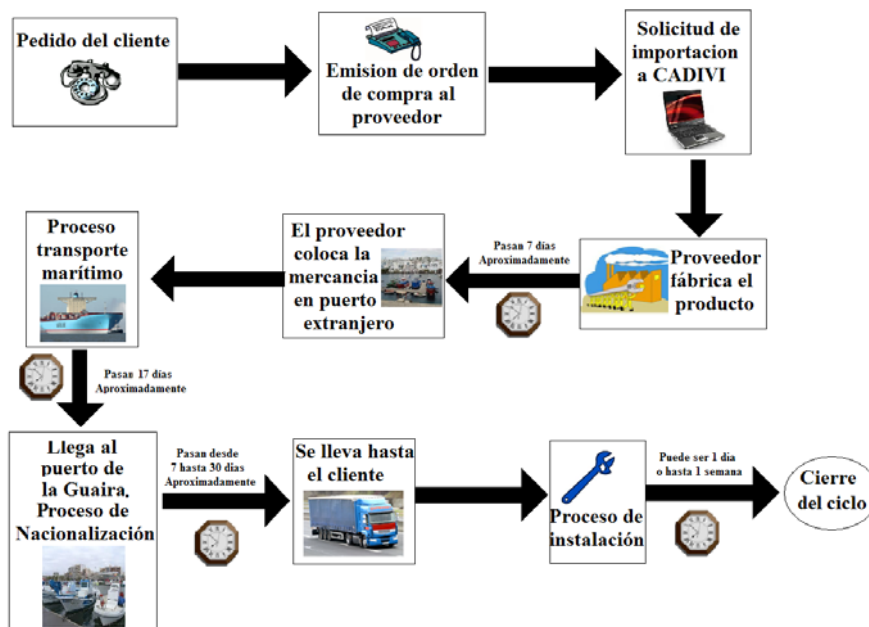 Pedido del cliente
Emision de orden
de compra al
proveedor
Solicitud de
importacion
a CADIVI
Proveedor
fábrica el
producto
Pasan 7 días
Aproximadamente
El proveedor
coloca la
mercancia
en puerto
extranjero
Proceso
transporte
marítimo
Pasan 17 días
Aproximadamente
Llega al
puerto de
la Guaira.
Proceso de
Nacionalización
Pasan desde
7 hasta 30 días
Aproximadamente
Se lleva hasta
el cliente
Proceso de
instalación
Puede ser 1 día
o hasta 1 semana
Cierre
del ciclo